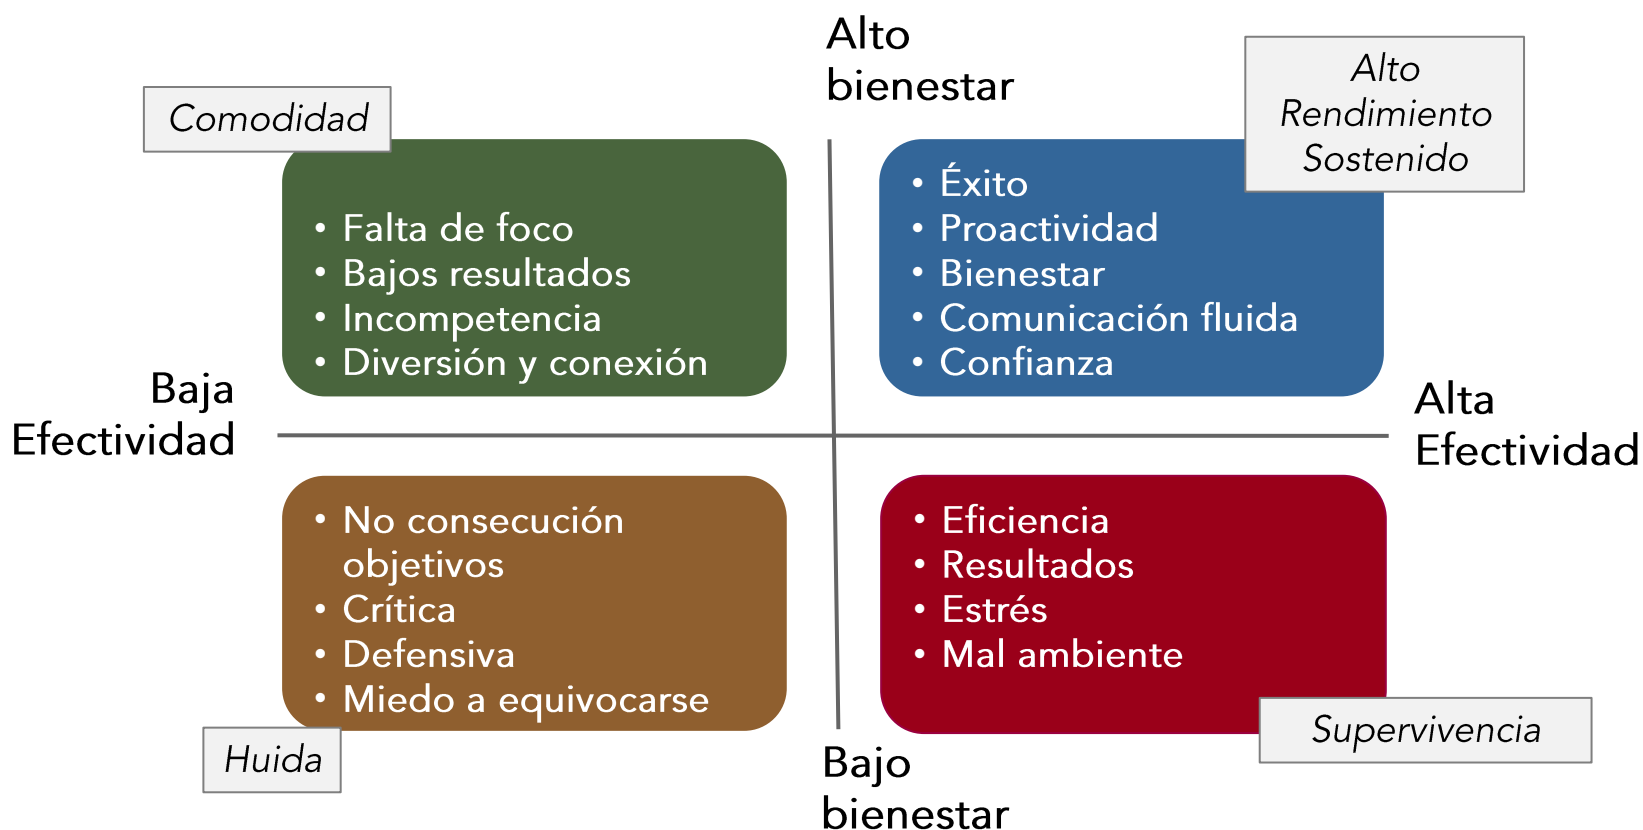 Alto
bienestar
Comodidad
• Falta de foco
• Bajos resultados
• Incompetencia
• Diversión y conexión
Alto
Rendimiento
Sostenido
• Éxito
• Proactividad
• Bienestar
• Comunicación fluida
• Confianza
Baja
Efectividad
Alta
Efectividad
• No consecución
objetivos
• Crítica
• Defensiva
• Miedo a equivocarse
Huida
• Eficiencia
• Resultados
• Estrés
• Mal ambiente
Supervivencia
Bajo
bienestar